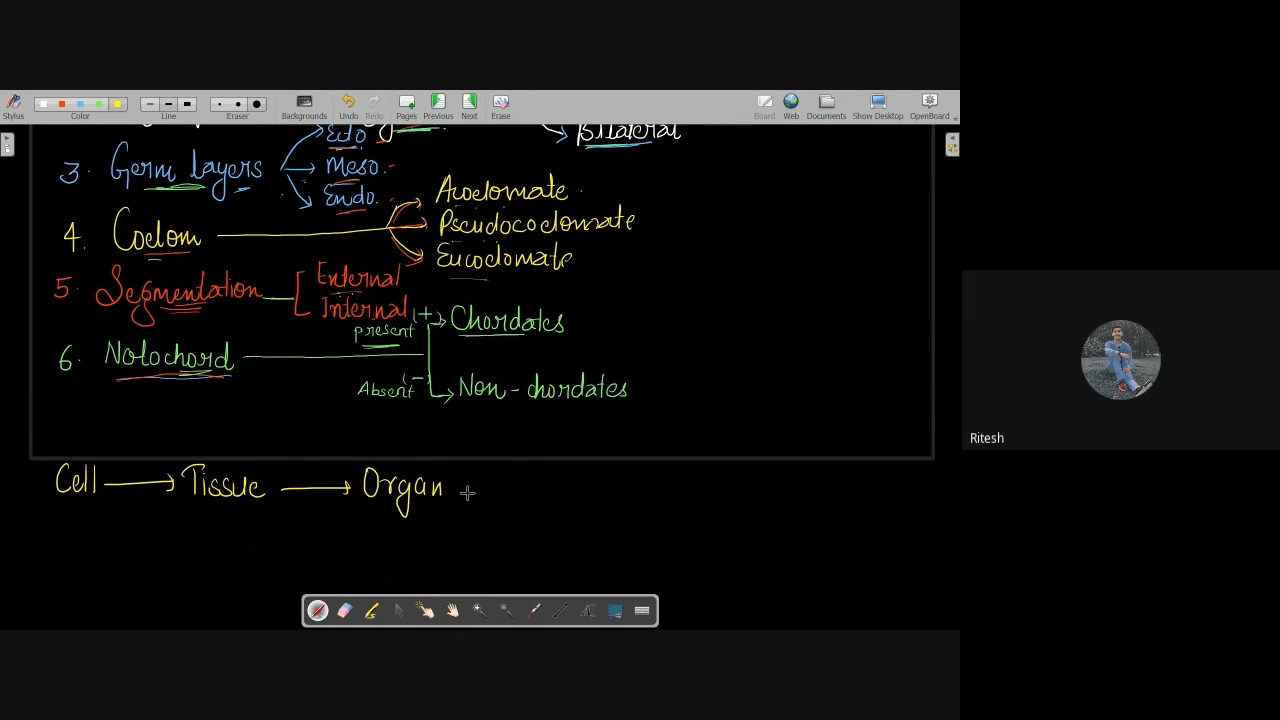 Stylus Color Line Eraser Backgrounds Undo Redo Pages Previous Next Erase Board Web Documents Show Desktop OpenBoard
Ecto
Bilateral
3. Germ layers Meso.
Endo.
Acoelomate
4. Coelom Pseudocoelomate
Eucoelomate
5. Segmentation External
Internal
present (+) Chordates
6. Notochord
Absent (- Non-chordates
Cell → Tissue → Organ
Ritesh